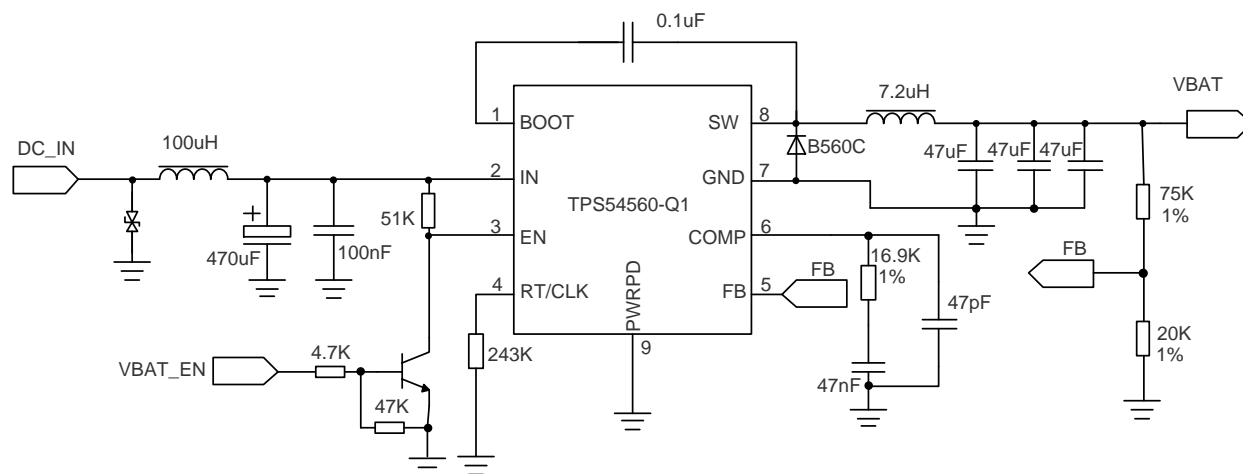 0.1uF
VBAT
7.2uH
1
BOOT
SW
8
DC_IN
100uH
B560C
47uF
47uF
47uF
2
IN
GND
7
TPS54560-Q1
75K
1%
51K
+
470uF
100nF
3
EN
COMP
6
16.9K
1%
FB
FB
4
RT/CLK
FB
5
47pF
PWRPD
9
243K
20K
1%
VBAT_EN
4.7K
47K
47nF